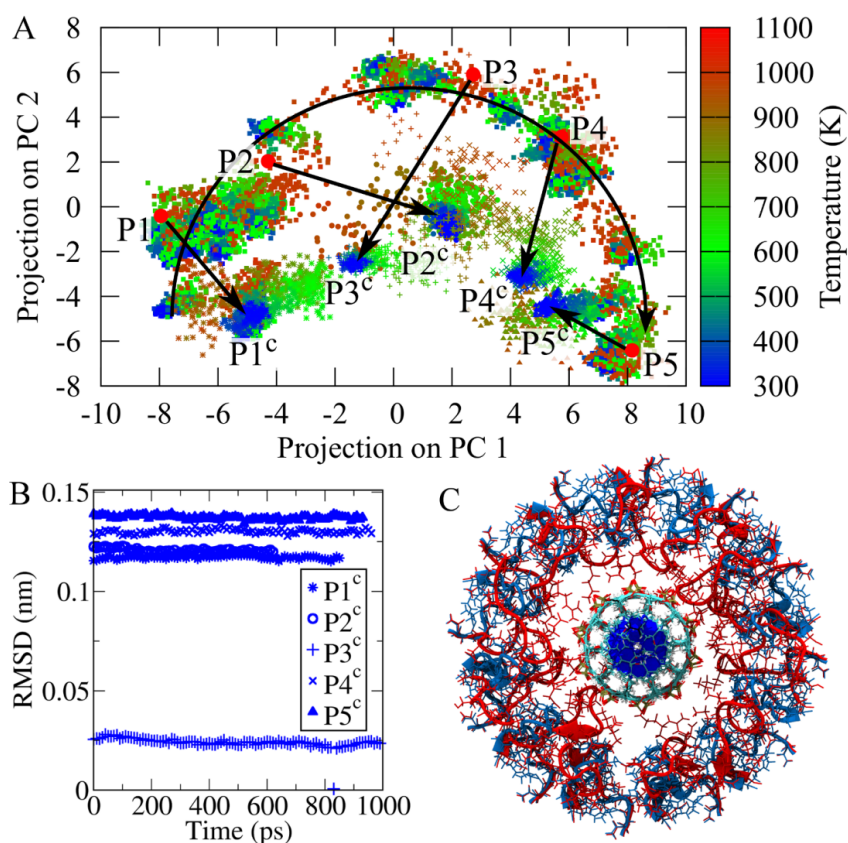 A
Projection on PC 2
8
6
4
2
0
-2
-4
-6
-8
-10 -8 -6 -4 -2 0 2 4 6 8 10
Projection on PC 1
P1
P2
P3
P4
P5
P1c
P3c
P2c
P4c
P5c
1100
1000
900
800
700
600
500
400
300
Temperature (K)
B
RMSD (nm)
0.15
0.1
0.05
0
0 200 400 600 800 1000
Time (ps)
P1c
P2c
P3c
P4c
P5c
C